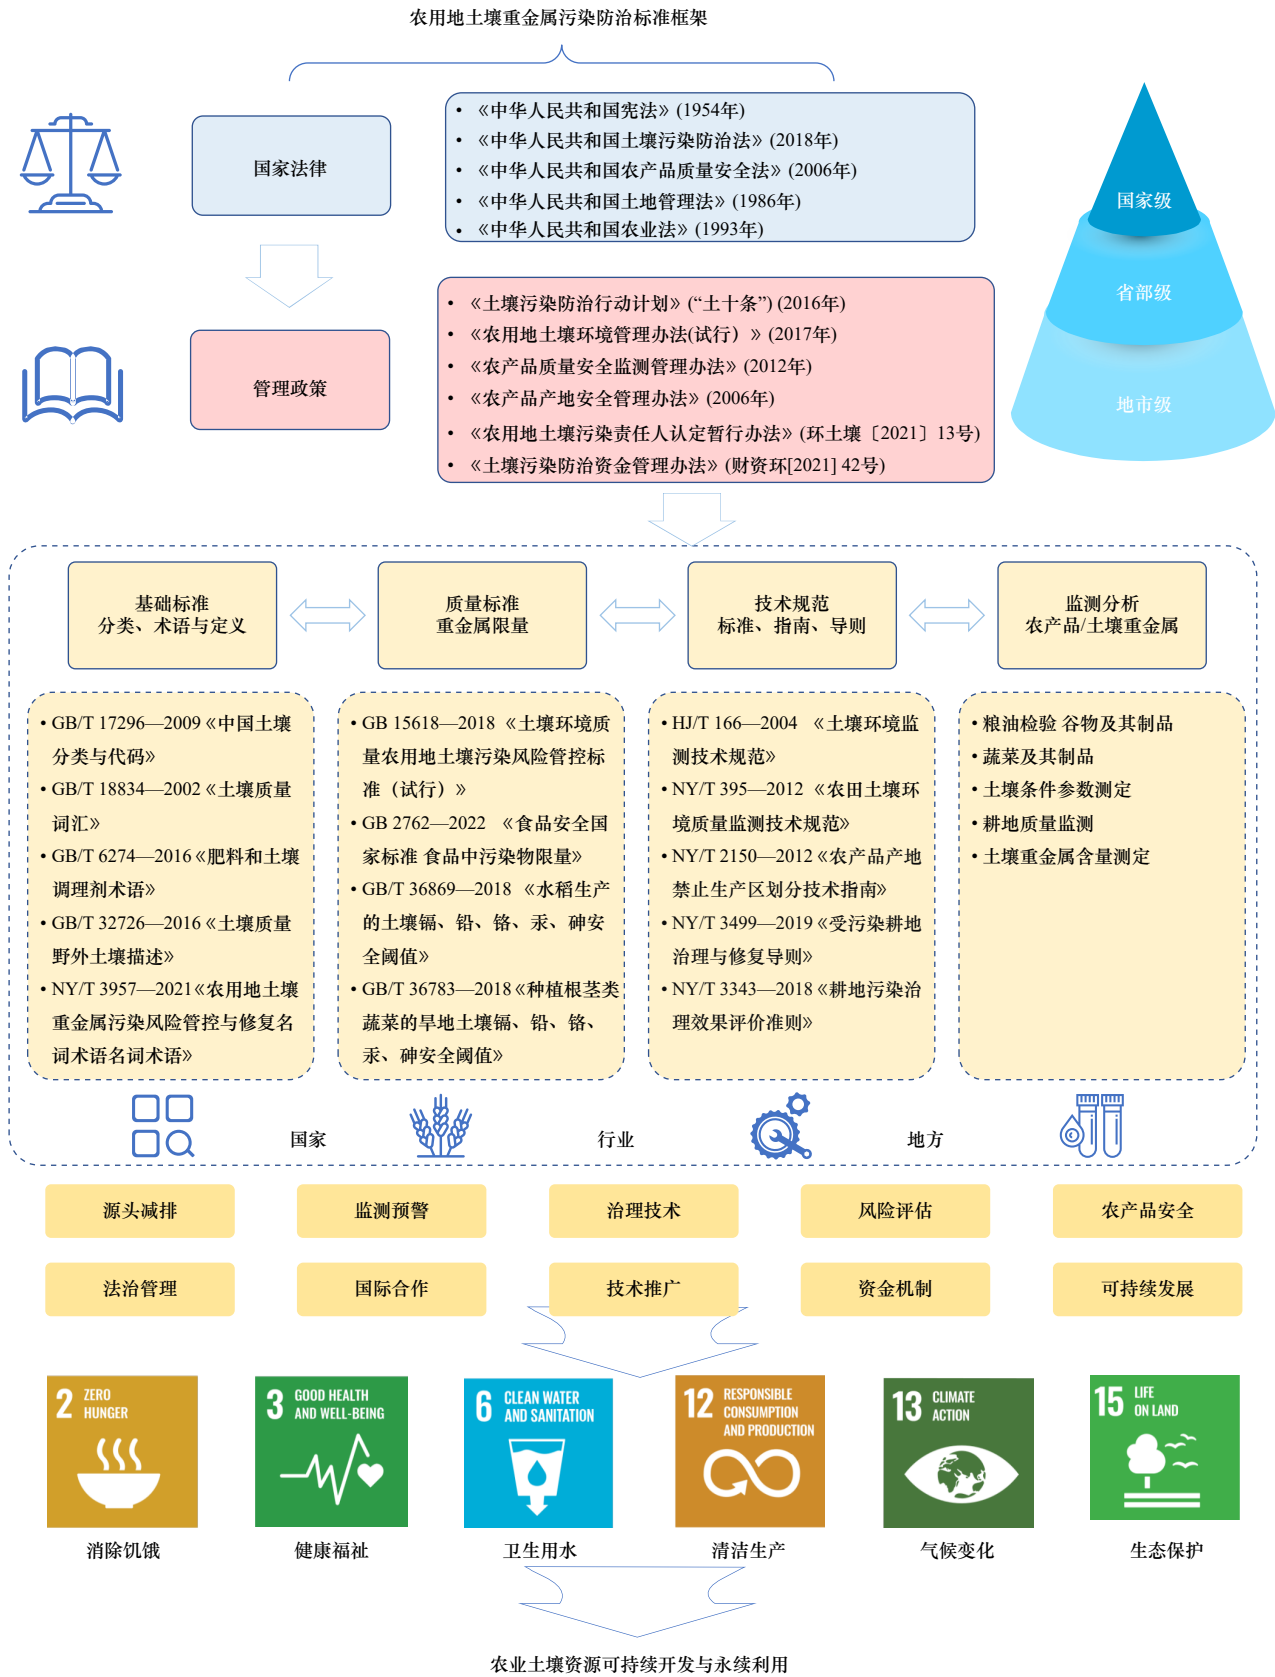 农用地土壤重金属污染防治标准框架
国家法律
• 《中华人民共和国宪法》(1954年)
• 《中华人民共和国土壤污染防治法》(2018年)
• 《中华人民共和国农产品质量安全法》(2006年)
• 《中华人民共和国土地管理法》(1986年)
• 《中华人民共和国农业法》(1993年)
国家级
省部级
地市级
管理政策
• 《土壤污染防治行动计划》(“土十条”) (2016年)
• 《农用地土壤环境管理办法(试行）》(2017年)
• 《农产品质量安全监测管理办法》(2012年)
• 《农产品产地安全管理办法》(2006年)
• 《农用地土壤污染责任人认定暂行办法》(环土壤〔2021〕13号)
• 《土壤污染防治资金管理办法》(财资环[2021] 42号)
基础标准
分类、术语与定义
质量标准
重金属限量
技术规范
标准、指南、导则
监测分析
农产品/土壤重金属
• GB/T 17296—2009《中国土壤
分类与代码》
• GB/T 18834—2002《土壤质量
词汇》
• GB/T 6274—2016《肥料和土壤
调理剂术语》
• GB/T 32726—2016《土壤质量
野外土壤描述》
• NY/T 3957—2021《农用地土壤
重金属污染风险管控与修复名
词术语名词术语》
• GB 15618—2018 《土壤环境质
量农用地土壤污染风险管控标
准（试行）》
• GB 2762—2022 《食品安全国
家标准 食品中污染物限量》
• GB/T 36869—2018 《水稻生产
的土壤镉、铅、铬、汞、砷安
全阈值》
• GB/T 36783—2018《种植根茎类
蔬菜的旱地土壤镉、铅、铬、
汞、砷安全阈值》
• HJ/T 166—2004 《土壤环境监
测技术规范》
• NY/T 395—2012 《农田土壤环
境质量监测技术规范》
• NY/T 2150—2012《农产品产地
禁止生产区划分技术指南》
• NY/T 3499—2019《受污染耕地
治理与修复导则》
• NY/T 3343—2018《耕地污染治
理效果评价准则》
• 粮油检验 谷物及其制品
• 蔬菜及其制品
• 土壤条件参数测定
• 耕地质量监测
• 土壤重金属含量测定
国家
行业
地方
源头减排
监测预警
治理技术
风险评估
农产品安全
法治管理
国际合作
技术推广
资金机制
可持续发展
2 ZERO
HUNGER
3 GOOD HEALTH
AND WELL-BEING
6 CLEAN WATER
AND SANITATION
12 RESPONSIBLE
CONSUMPTION
AND PRODUCTION
13 CLIMATE
ACTION
15 LIFE
ON LAND
消除饥饿
健康福祉
卫生用水
清洁生产
气候变化
生态保护
农业土壤资源可持续开发与永续利用